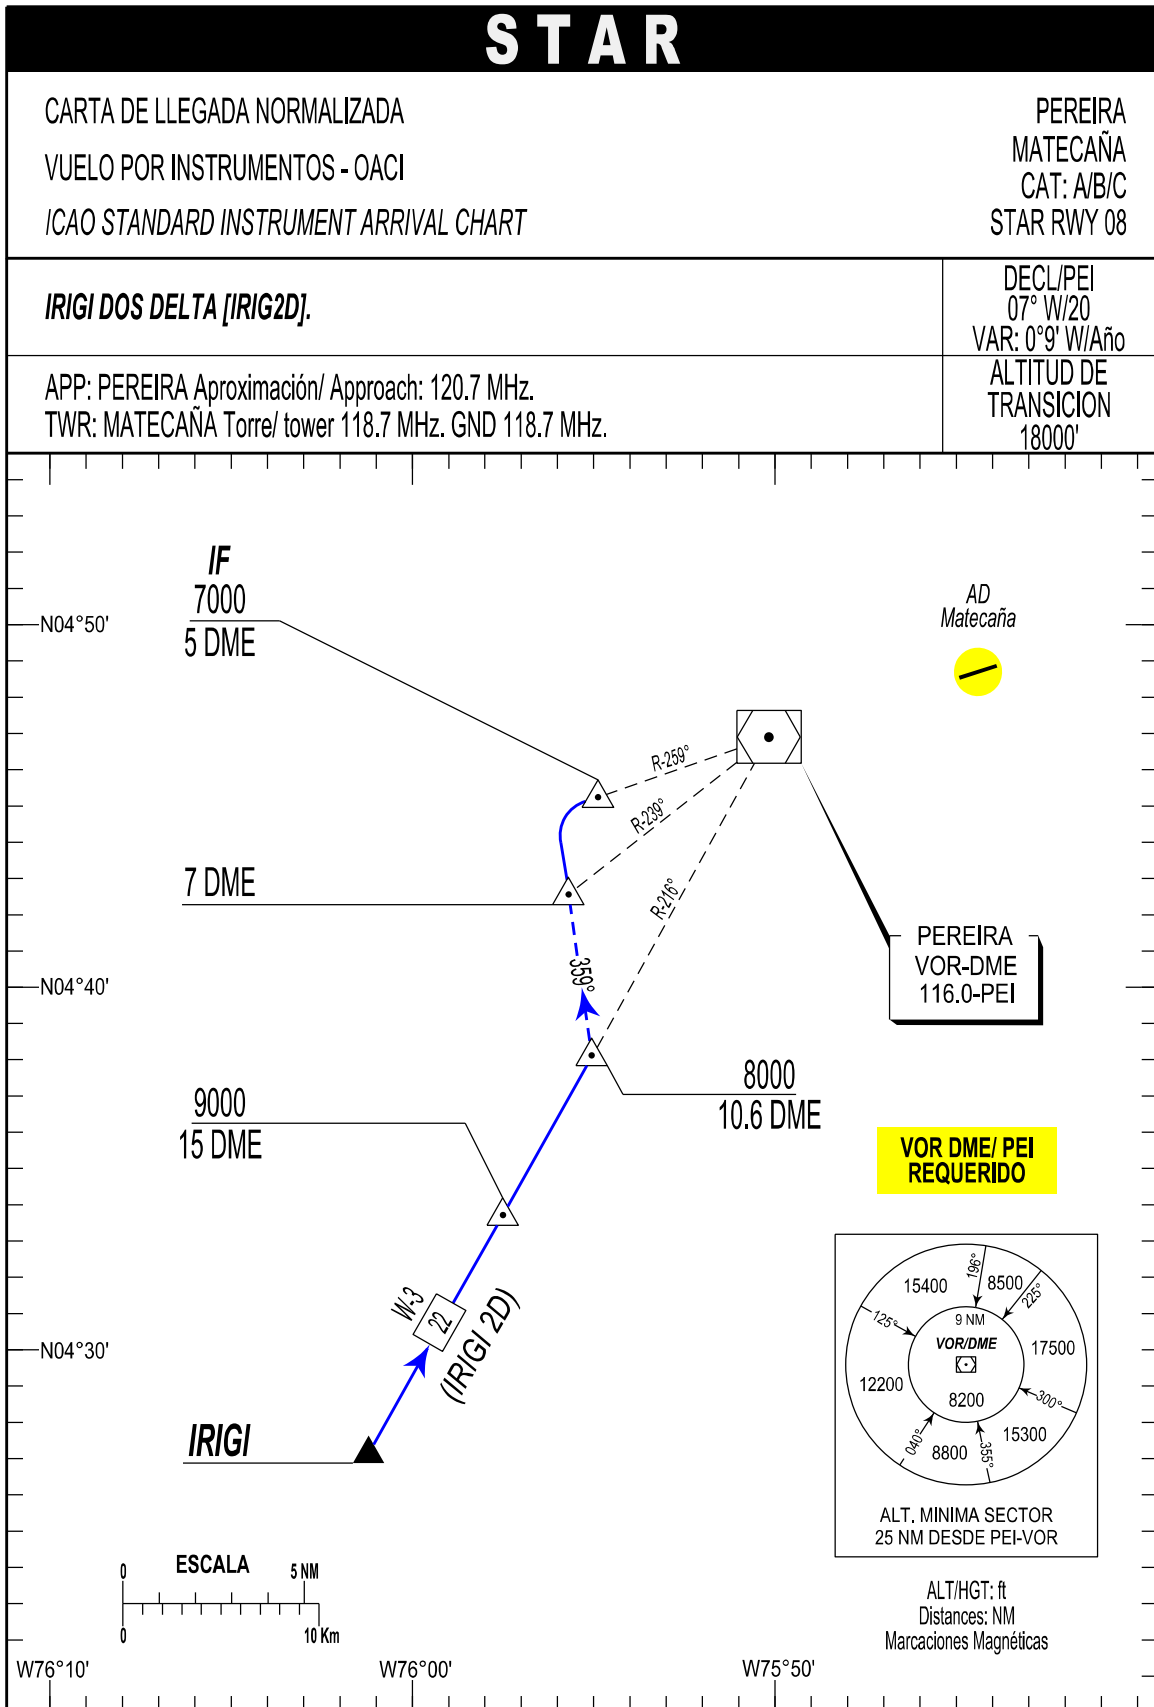 STAR
CARTA DE LLEGADA NORMALIZADA
VUELO POR INSTRUMENTOS - OACI
ICAO STANDARD INSTRUMENT ARRIVAL CHART
PEREIRA
MATECAÑA
CAT: A/B/C
STAR RWY 08
IRIGI DOS DELTA [IRIG2D].
DECL/PEI
07° W/20
VAR: 0°9' W/Año
APP: PEREIRA Aproximación/ Approach: 120.7 MHz.
TWR: MATECAÑA Torre/ tower 118.7 MHz. GND 118.7 MHz.
ALTITUD DE
TRANSICION
18000'
IF
7000
5 DME
AD
Matecaña
N04°50'
R-259°
R-239°
R-216°
7 DME
PEREIRA
VOR-DME
116.0-PEI
359°
N04°40'
8000
10.6 DME
9000
15 DME
VOR DME/ PEI
REQUERIDO
W-3
22
(IRIGI 2D)
N04°30'
IRIGI
196°
15400
8500
225°
125°
9 NM
VOR/DME
17500
12200
8200
300°
040°
8800
355°
15300
ALT. MINIMA SECTOR
25 NM DESDE PEI-VOR
ESCALA
0
5 NM
0
10 Km
ALT/HGT: ft
Distances: NM
Marcaciones Magnéticas
W76°10'
W76°00'
W75°50'